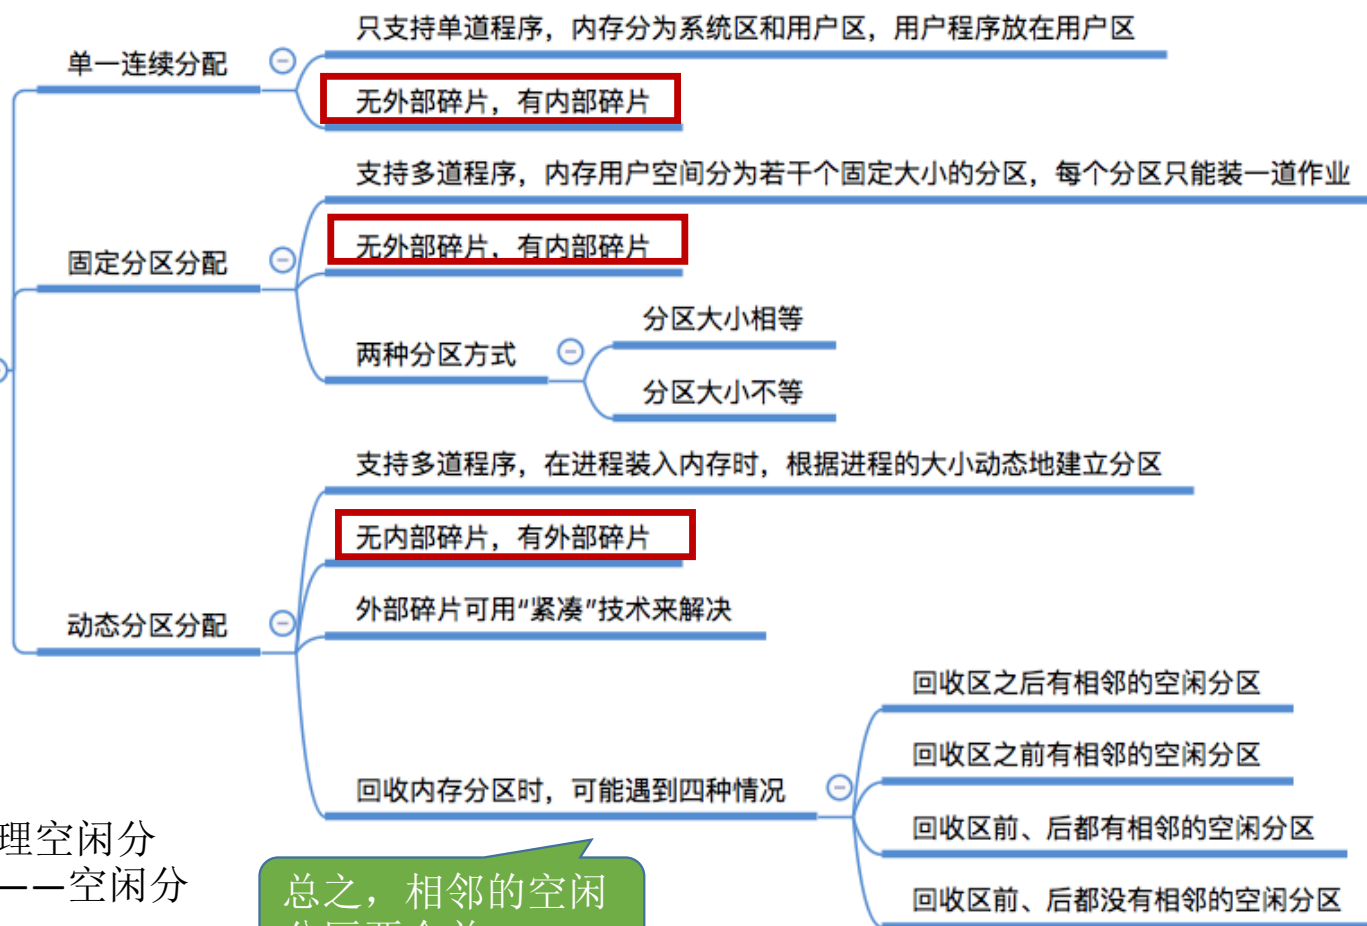 只支持单道程序，内存分为系统区和用户区，用户程序放在用户区
单一连续分配
无外部碎片，有内部碎片
支持多道程序，内存用户空间分为若干个固定大小的分区，每个分区只能装一道作业
无外部碎片，有内部碎片
固定分区分配
分区大小相等
两种分区方式
分区大小不等
支持多道程序，在进程装入内存时，根据进程的大小动态地建立分区
无内部碎片，有外部碎片
外部碎片可用“紧凑”技术来解决
动态分区分配
回收区之后有相邻的空闲分区
回收区之前有相邻的空闲分区
回收内存分区时，可能遇到四种情况
回收区前、后都有相邻的空闲分区
回收区前、后都没有相邻的空闲分区
理空闲分
——空闲分
总之，相邻的空闲